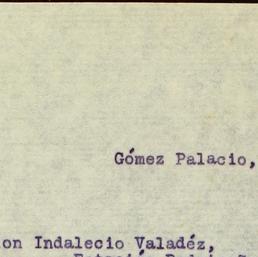 Gómez Palacio,
on Indalecio Valadéz,